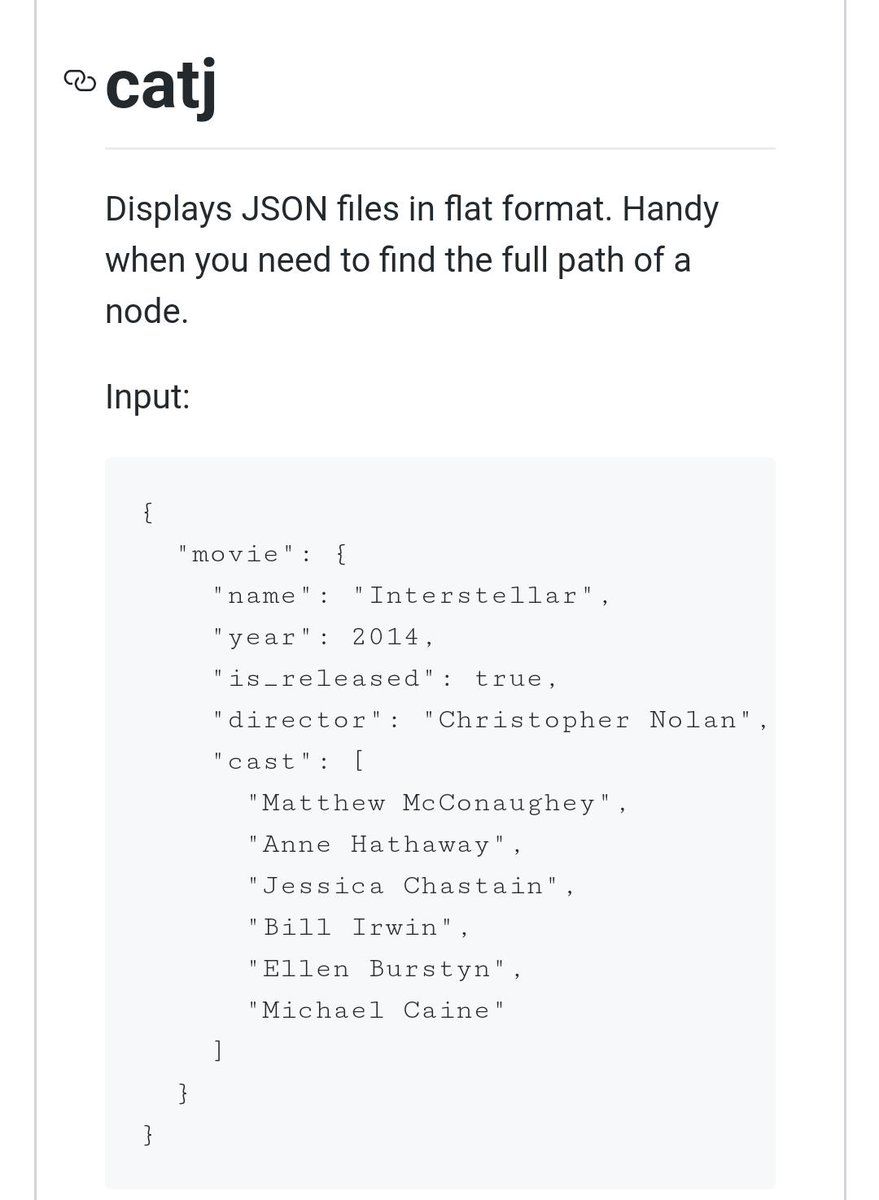 catj
Displays JSON files in flat format. Handy
when you need to find the full path of a
node.
Input:
{
  "movie": {
    "name": "Interstellar",
    "year": 2014,
    "is_released": true,
    "director": "Christopher Nolan",
    "cast": [
      "Matthew McConaughey",
      "Anne Hathaway",
      "Jessica Chastain",
      "Bill Irwin",
      "Ellen Burstyn",
      "Michael Caine"
    ]
  }
}